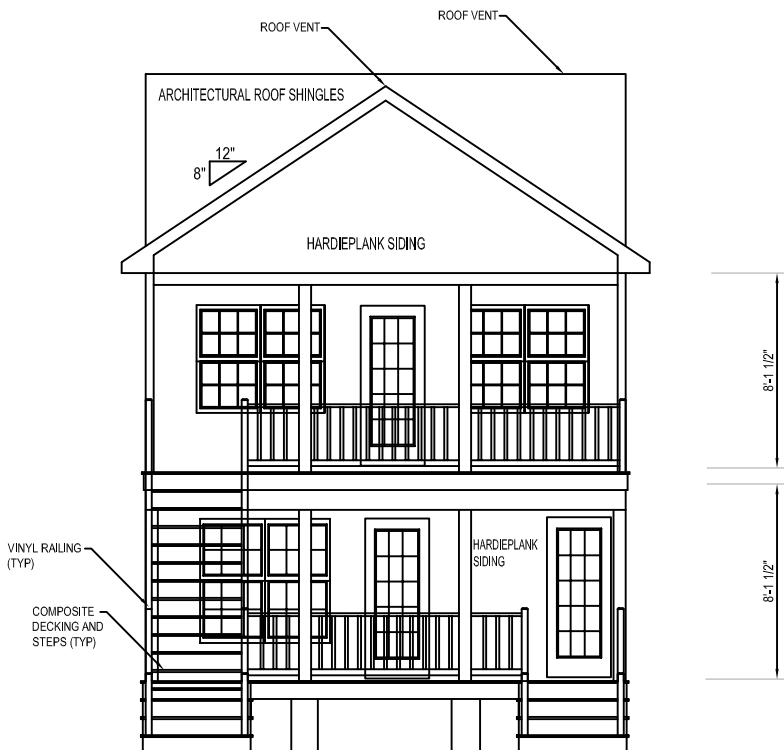 ROOF VENT
ROOF VENT
ARCHITECTURAL ROOF SHINGLES
12"
8"
HARDIEPLANK SIDING
8'-1 1/2"
VINYL RAILING
(TYP)
HARDIEPLANK
SIDING
8'-1 1/2"
COMPOSITE
DECKING AND
STEPS (TYP)